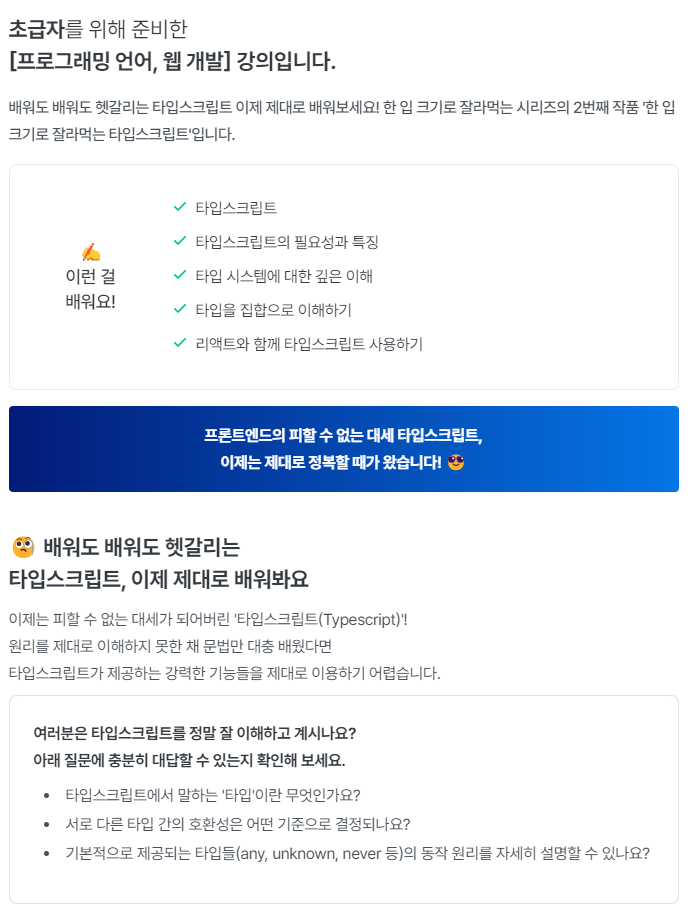 초급자를 위해 준비한
[프로그래밍 언어, 웹 개발] 강의입니다.
배워도 배워도 헷갈리는 타입스크립트 이제 제대로 배워보세요! 한 입 크기로 잘라먹는 시리즈의 2번째 작품 '한 입
크기로 잘라먹는 타입스크립트'입니다.
✍️
이런 걸
배워요!
✓ 타입스크립트
✓ 타입스크립트의 필요성과 특징
✓ 타입 시스템에 대한 깊은 이해
✓ 타입을 집합으로 이해하기
✓ 리액트와 함께 타입스크립트 사용하기
프론트엔드의 피할 수 없는 대세 타입스크립트,
이제는 제대로 정복할 때가 왔습니다! 😎
🧐 배워도 배워도 헷갈리는
타입스크립트, 이제 제대로 배워봐요
이제는 피할 수 없는 대세가 되어버린 '타입스크립트(Typescript)'!
원리를 제대로 이해하지 못한 채 문법만 대충 배웠다면
타입스크립트가 제공하는 강력한 기능들을 제대로 이용하기 어렵습니다.
여러분은 타입스크립트를 정말 잘 이해하고 계시나요?
아래 질문에 충분히 대답할 수 있는지 확인해 보세요.
• 타입스크립트에서 말하는 '타입'이란 무엇인가요?
• 서로 다른 타입 간의 호환성은 어떤 기준으로 결정되나요?
• 기본적으로 제공되는 타입들(any, unknown, never 등)의 동작 원리를 자세히 설명할 수 있나요?